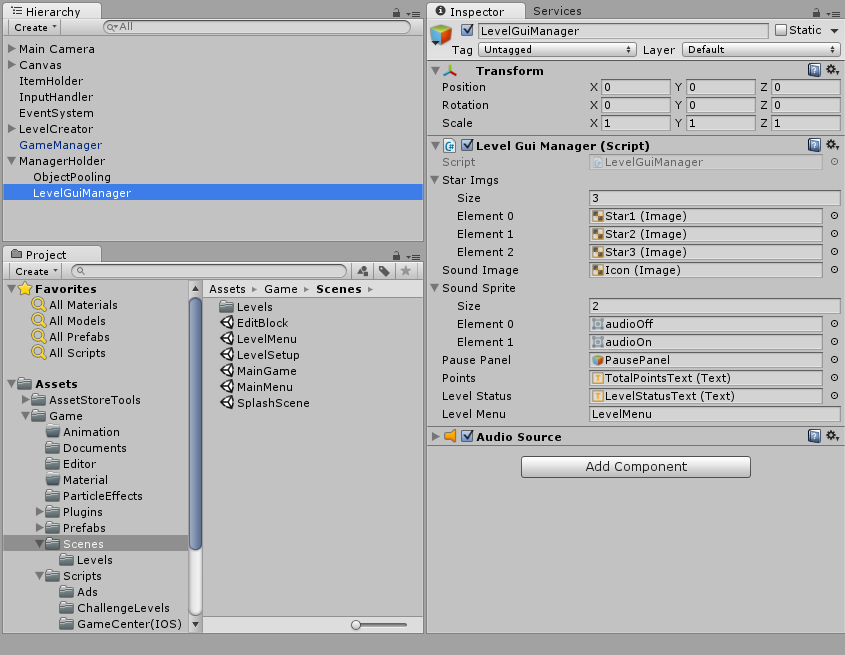 Hierarchy
Create
All
Main Camera
Canvas
ItemHolder
InputHandler
EventSystem
LevelCreator
GameManager
ManagerHolder
ObjectPooling
LevelGuiManager
Project
Create
Favorites
All Materials
All Models
All Prefabs
All Scripts
Assets
AssetStoreTools
Game
Animation
Documents
Editor
Material
ParticleEffects
Plugins
Prefabs
Scenes
Levels
Scripts
Ads
ChallengeLevels
GameCenter(IOS)
Assets Game Scenes
Levels
EditBlock
LevelMenu
LevelSetup
MainGame
MainMenu
SplashScene
Inspector Services
LevelGuiManager Static
Tag Untagged Layer Default
Transform
Position X 0 Y 0 Z 0
Rotation X 0 Y 0 Z 0
Scale X 1 Y 1 Z 1
Level Gui Manager (Script)
Script LevelGuiManager
Star Imgs
Size 3
Element 0 Star1 (Image)
Element 1 Star2 (Image)
Element 2 Star3 (Image)
Sound Image Icon (Image)
Sound Sprite
Size 2
Element 0 audioOff
Element 1 audioOn
Pause Panel PausePanel
Points TotalPointsText (Text)
Level Status LevelStatusText (Text)
Level Menu LevelMenu
Audio Source
Add Component